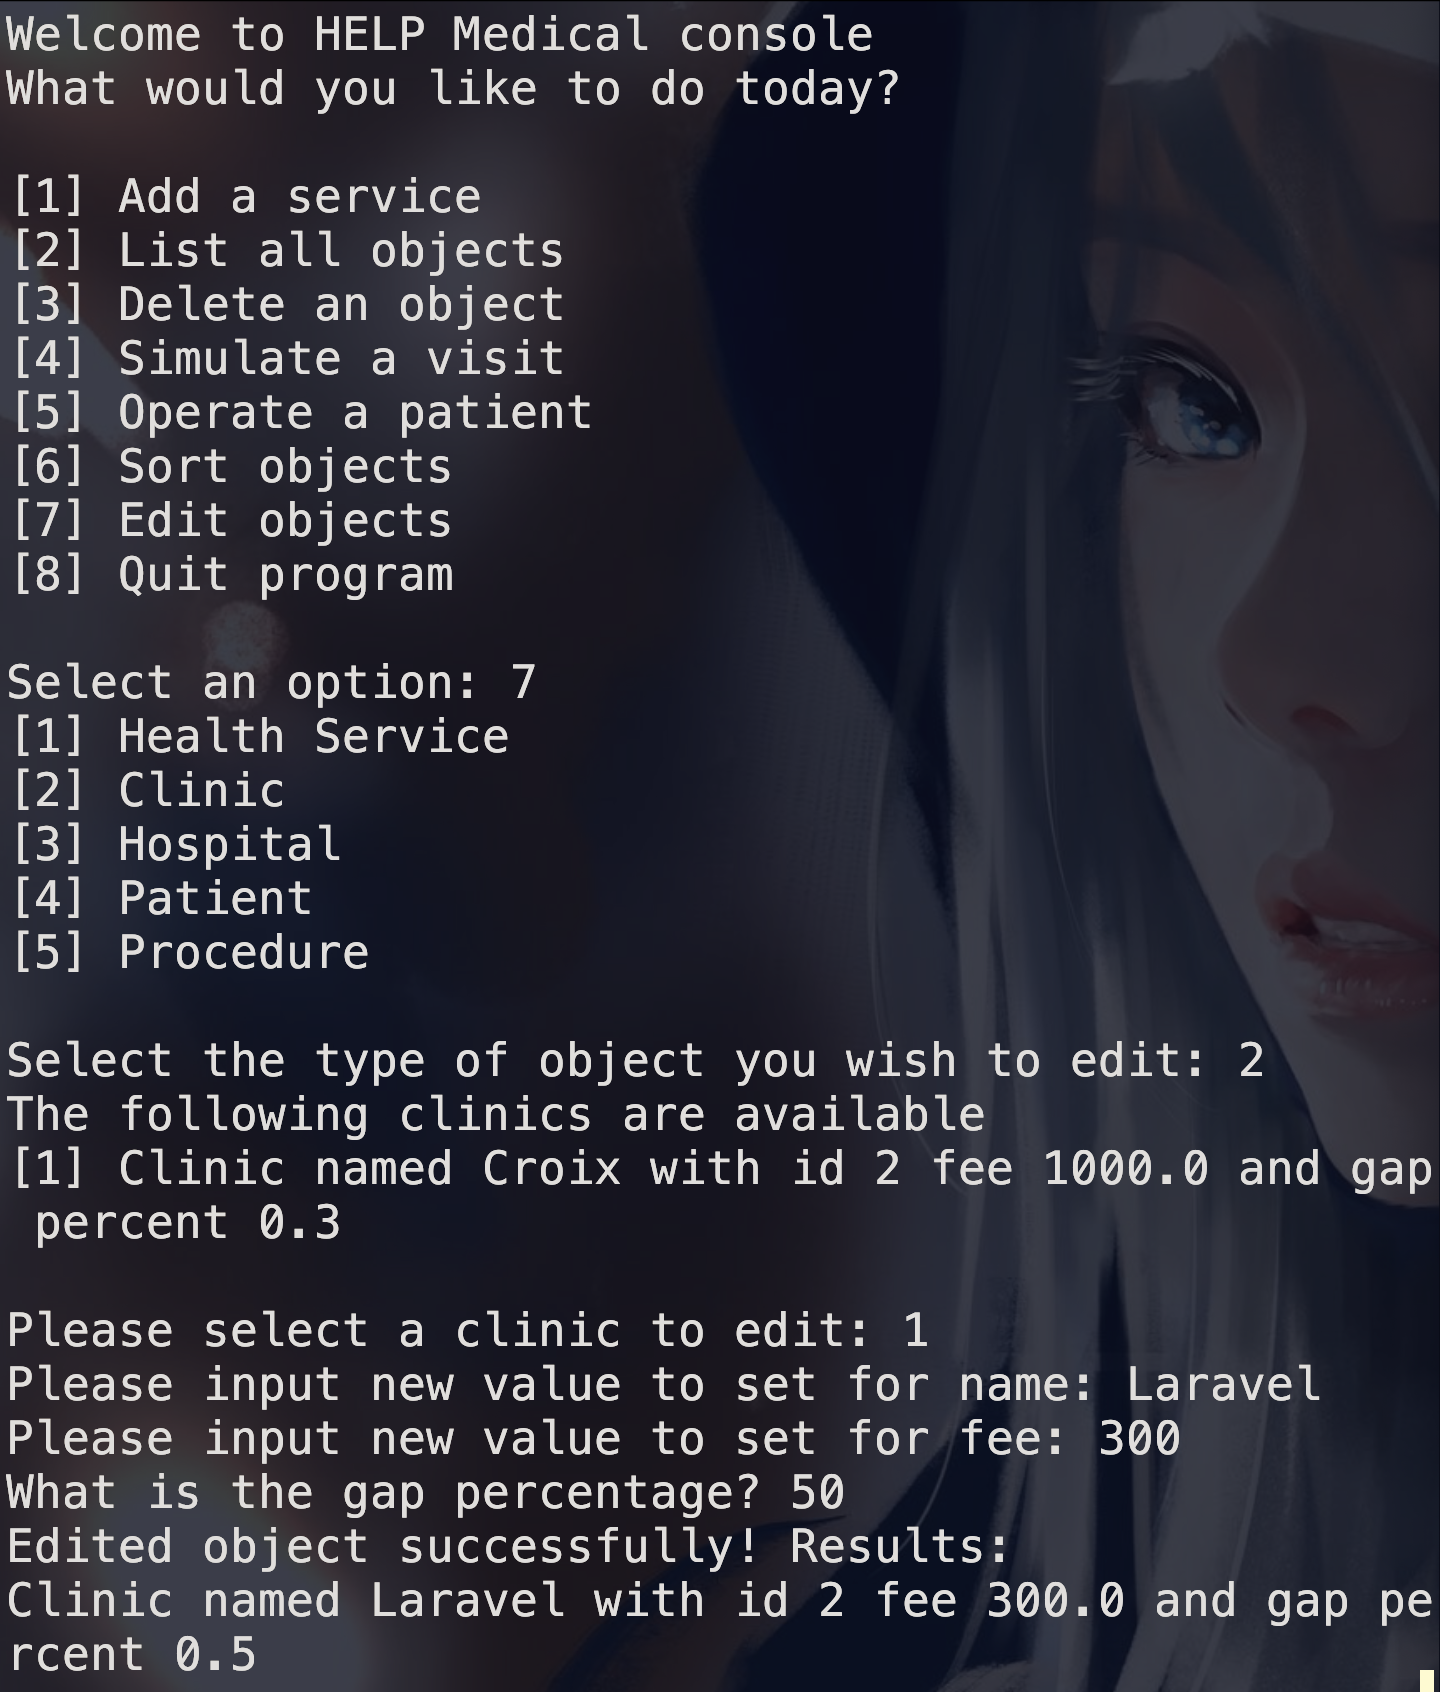 Welcome to HELP Medical console
What would you like to do today?
[1] Add a service
[2] List all objects
[3] Delete an object
[4] Simulate a visit
[5] Operate a patient
[6] Sort objects
[7] Edit objects
[8] Quit program
Select an option: 7
[1] Health Service
[2] Clinic
[3] Hospital
[4] Patient
[5] Procedure
Select the type of object you wish to edit: 2
The following clinics are available
[1] Clinic named Croix with id 2 fee 1000.0 and gap
 percent 0.3
Please select a clinic to edit: 1
Please input new value to set for name: Laravel
Please input new value to set for fee: 300
What is the gap percentage? 50
Edited object successfully! Results:
Clinic named Laravel with id 2 fee 300.0 and gap pe
rcent 0.5